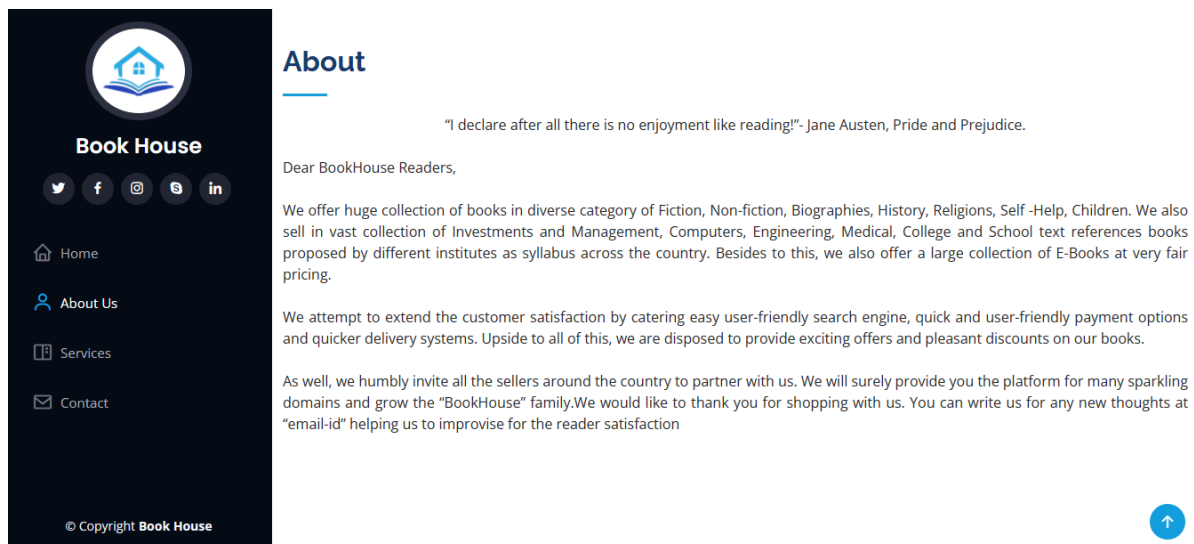 Book House
Home
About Us
Services
Contact
© Copyright Book House
About
“I declare after all there is no enjoyment like reading!”- Jane Austen, Pride and Prejudice.
Dear BookHouse Readers,
We offer huge collection of books in diverse category of Fiction, Non-fiction, Biographies, History, Religions, Self -Help, Children. We also
sell in vast collection of Investments and Management, Computers, Engineering, Medical, College and School text references books
proposed by different institutes as syllabus across the country. Besides to this, we also offer a large collection of E-Books at very fair
pricing.
We attempt to extend the customer satisfaction by catering easy user-friendly search engine, quick and user-friendly payment options
and quicker delivery systems. Upside to all of this, we are disposed to provide exciting offers and pleasant discounts on our books.
As well, we humbly invite all the sellers around the country to partner with us. We will surely provide you the platform for many sparkling
domains and grow the “BookHouse” family.We would like to thank you for shopping with us. You can write us for any new thoughts at
“email-id” helping us to improvise for the reader satisfaction